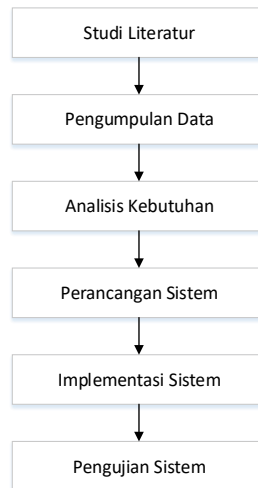 Studi Literatur
Pengumpulan Data
Analisis Kebutuhan
Perancangan Sistem
Implementasi Sistem
Pengujian Sistem